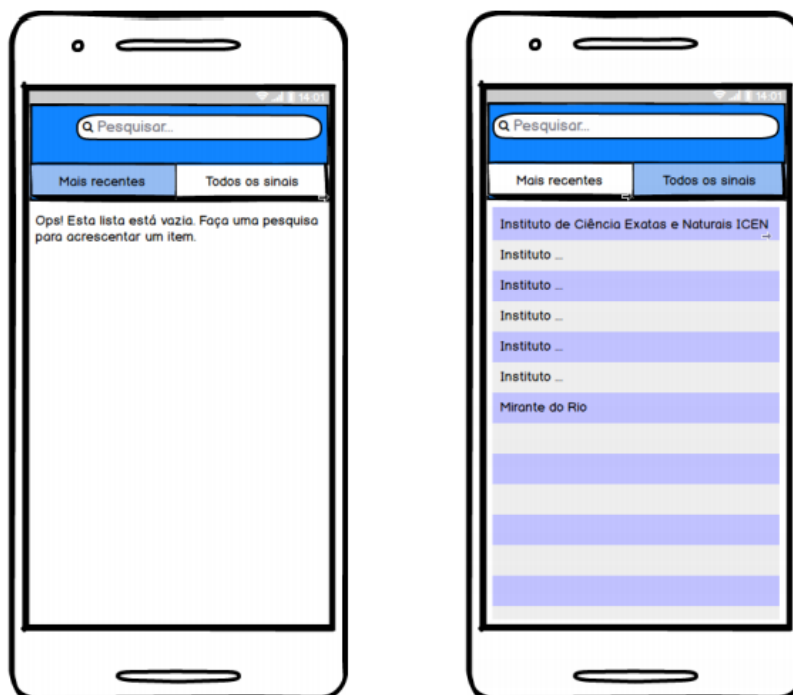 14:01
Pesquisar...
Mais recentes
Todos os sinais
Ops! Esta lista está vazia. Faça uma pesquisa
para acrescentar um item.
14:01
Pesquisar...
Mais recentes
Todos os sinais
Instituto de Ciência Exatas e Naturais ICEN
Instituto ...
Instituto ...
Instituto ...
Instituto ...
Instituto ...
Mirante do Rio